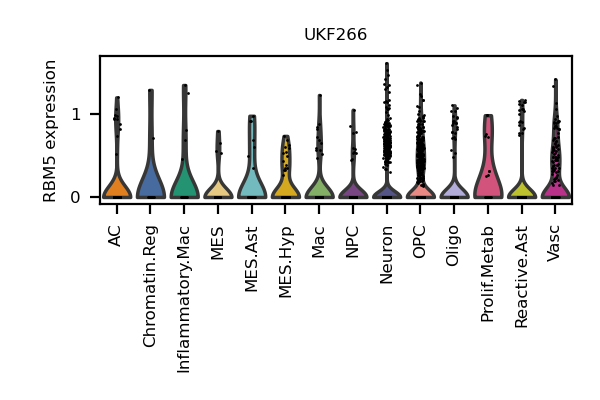 UKF266
RBM5 expression
1
0
AC
Chromatin.Reg
Inflammatory.Mac
MES
MES.Ast
MES.Hyp
Mac
NPC
Neuron
OPC
Oligo
Prolif.Metab
Reactive.Ast
Vasc